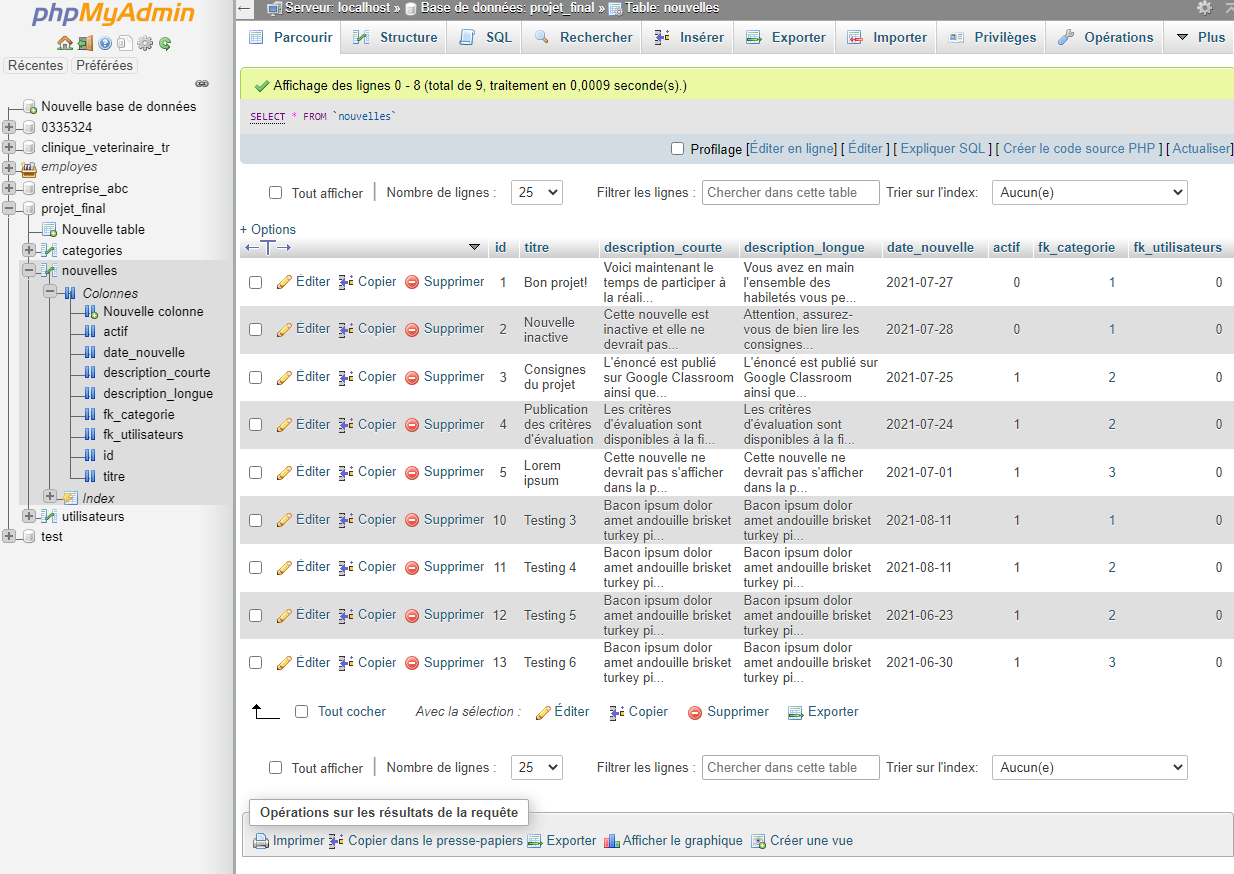 phpMyAdmin
Récentes Préférées
Nouvelle base de données
0335324
clinique_veterinaire_tr
employes
entreprise_abc
projet_final
Nouvelle table
categories
nouvelles
Colonnes
Nouvelle colonne
actif
date_nouvelle
description_courte
description_longue
fk_categorie
fk_utilisateurs
id
titre
Index
utilisateurs
test
Serveur: localhost » Base de données: projet_final » Table: nouvelles
Parcourir Structure SQL Rechercher Insérer Exporter Importer Privilèges Opérations Plus
Affichage des lignes 0 - 8 (total de 9, traitement en 0,0009 seconde(s).)
SELECT * FROM `nouvelles`
Profilage [Éditer en ligne] [ Éditer ] [ Expliquer SQL ] [ Créer le code source PHP ] [ Actualiser]
Tout afficher Nombre de lignes : 25 Filtrer les lignes : Chercher dans cette table Trier sur l'index: Aucun(e)
+ Options
←T→ id titre description_courte description_longue date_nouvelle actif fk_categorie fk_utilisateurs
Éditer Copier Supprimer 1 Bon projet! Voici maintenant le temps de participer à la réali... Vous avez en main l'ensemble des habiletés vous pe... 2021-07-27 0 1 0
Éditer Copier Supprimer 2 Nouvelle inactive Cette nouvelle est inactive et elle ne devrait pas... Attention, assurez-vous de bien lire les consignes... 2021-07-28 0 1 0
Éditer Copier Supprimer 3 Consignes du projet L'énoncé est publié sur Google Classroom ainsi que... L'énoncé est publié sur Google Classroom ainsi que... 2021-07-25 1 2 0
Éditer Copier Supprimer 4 Publication des critères d'évaluation Les critères d'évaluation sont disponibles à la fi... Les critères d'évaluation sont disponibles à la fi... 2021-07-24 1 2 0
Éditer Copier Supprimer 5 Lorem ipsum Cette nouvelle ne devrait pas s'afficher dans la p... Cette nouvelle ne devrait pas s'afficher dans la p... 2021-07-01 1 3 0
Éditer Copier Supprimer 10 Testing 3 Bacon ipsum dolor amet andouille brisket turkey pi... Bacon ipsum dolor amet andouille brisket turkey pi... 2021-08-11 1 1 0
Éditer Copier Supprimer 11 Testing 4 Bacon ipsum dolor amet andouille brisket turkey pi... Bacon ipsum dolor amet andouille brisket turkey pi... 2021-08-11 1 2 0
Éditer Copier Supprimer 12 Testing 5 Bacon ipsum dolor amet andouille brisket turkey pi... Bacon ipsum dolor amet andouille brisket turkey pi... 2021-06-23 1 2 0
Éditer Copier Supprimer 13 Testing 6 Bacon ipsum dolor amet andouille brisket turkey pi... Bacon ipsum dolor amet andouille brisket turkey pi... 2021-06-30 1 3 0
Tout cocher Avec la sélection : Éditer Copier Supprimer Exporter
Tout afficher Nombre de lignes : 25 Filtrer les lignes : Chercher dans cette table Trier sur l'index: Aucun(e)
Opérations sur les résultats de la requête
Imprimer Copier dans le presse-papiers Exporter Afficher le graphique Créer une vue